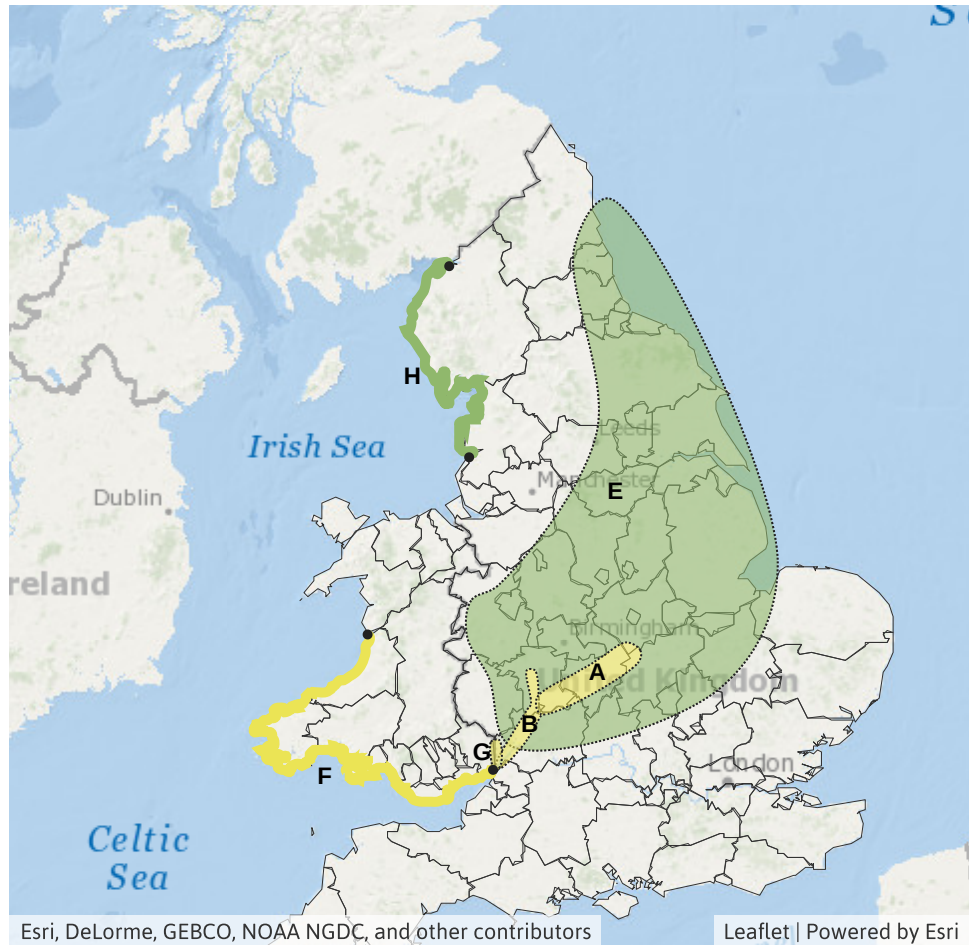 S
H
Irish Sea
Leeds
Manchester
E
Dublin
reland
Birmingham
A
United Kingdom
B
G
F
London
Celtic
Sea
Esri, DeLorme, GEBCO, NOAA NGDC, and other contributors
Leaflet | Powered by Esri